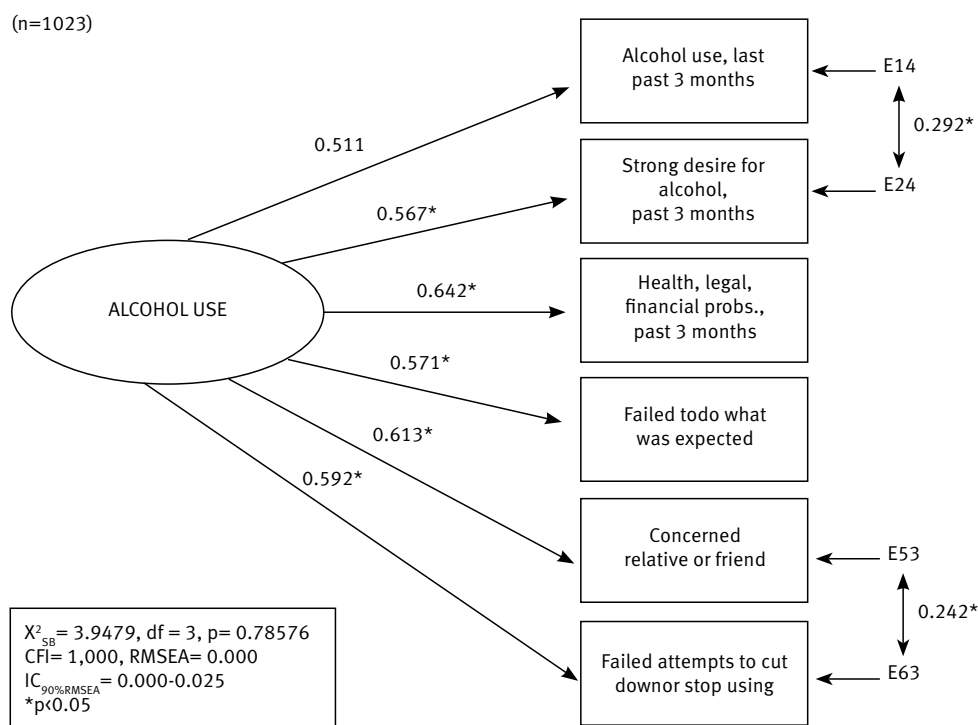 (n=1023)
Alcohol use, last
past 3 months
E14
0.292*
0.511
Strong desire for
alcohol,
past 3 months
E24
0.567*
ALCOHOL USE
0.642*
Health, legal,
financial probs.,
past 3 months
0.571*
Failed todo what
was expected
0.613*
0.592*
Concerned
relative or friend
E53
0.242*
Failed attempts to cut
downor stop using
E63
X²SB= 3.9479, df = 3, p= 0.78576
CFI= 1,000, RMSEA= 0.000
IC90%RMSEA= 0.000-0.025
*p<0.05